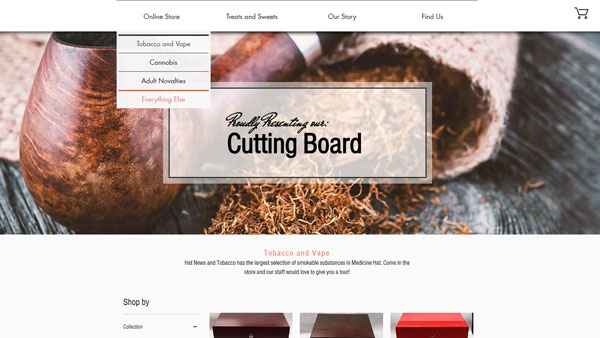 Online Store
Treats and Sweets
Our Story
Find Us
Tobacco and Vape
Cannabis
Adult Novalties
Everything Else
Proudly Presenting our:
Cutting Board
Tobacco and Vape
Hat News and Tobacco has the largest selection of smokable substances in Medicine Hat. Come in the
store and our staff would love to give you a tour!
Shop by
Collection